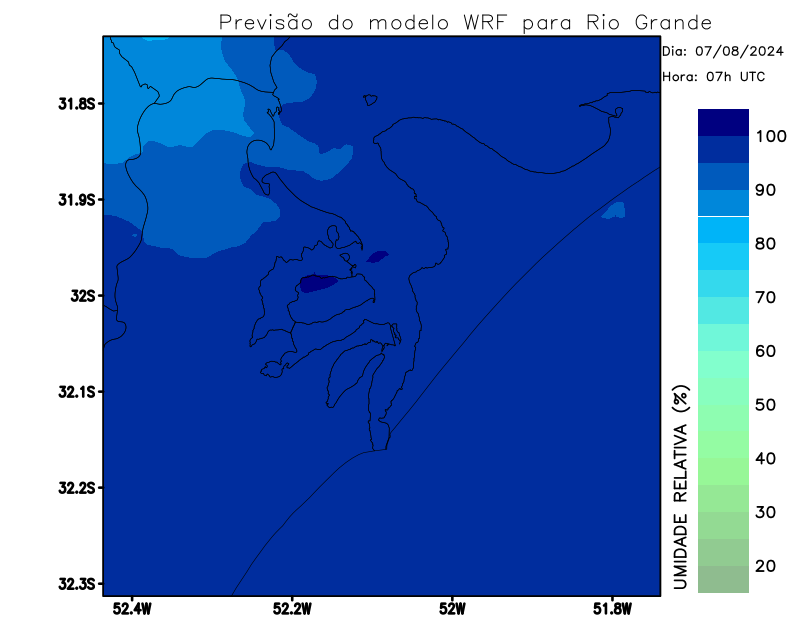 Previsão do modelo WRF para Rio Grande
Dia: 07/08/2024
Hora: 07h UTC
31.8S
31.9S
32S
32.1S
32.2S
32.3S
52.4W
52.2W
52W
51.8W
UMIDADE RELATIVA (%)
100
90
80
70
60
50
40
30
20